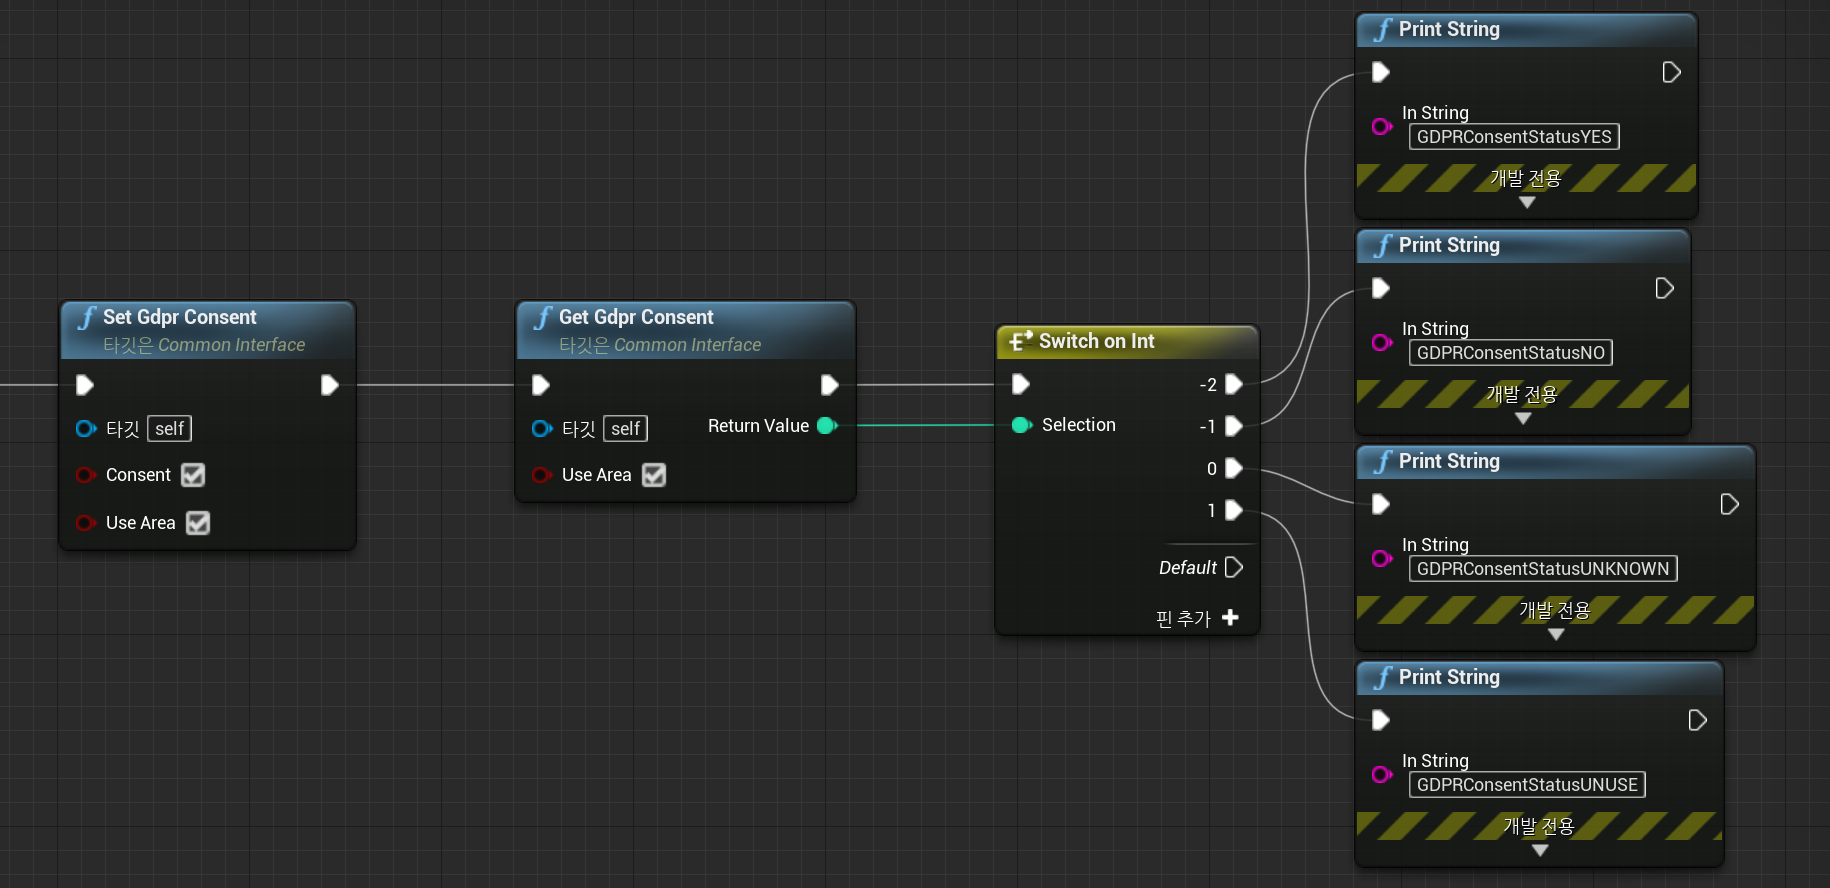 Set Gdpr Consent
타깃은 Common Interface
타깃 self
Consent
Use Area
Get Gdpr Consent
타깃은 Common Interface
타깃 self
Return Value
Use Area
Switch on Int
-2
Selection
-1
0
1
Default
핀 추가
Print String
In String
GDPRConsentStatusYES
개발 전용
Print String
In String
GDPRConsentStatusNO
개발 전용
Print String
In String
GDPRConsentStatusUNKNOWN
개발 전용
Print String
In String
GDPRConsentStatusUNUSE
개발 전용